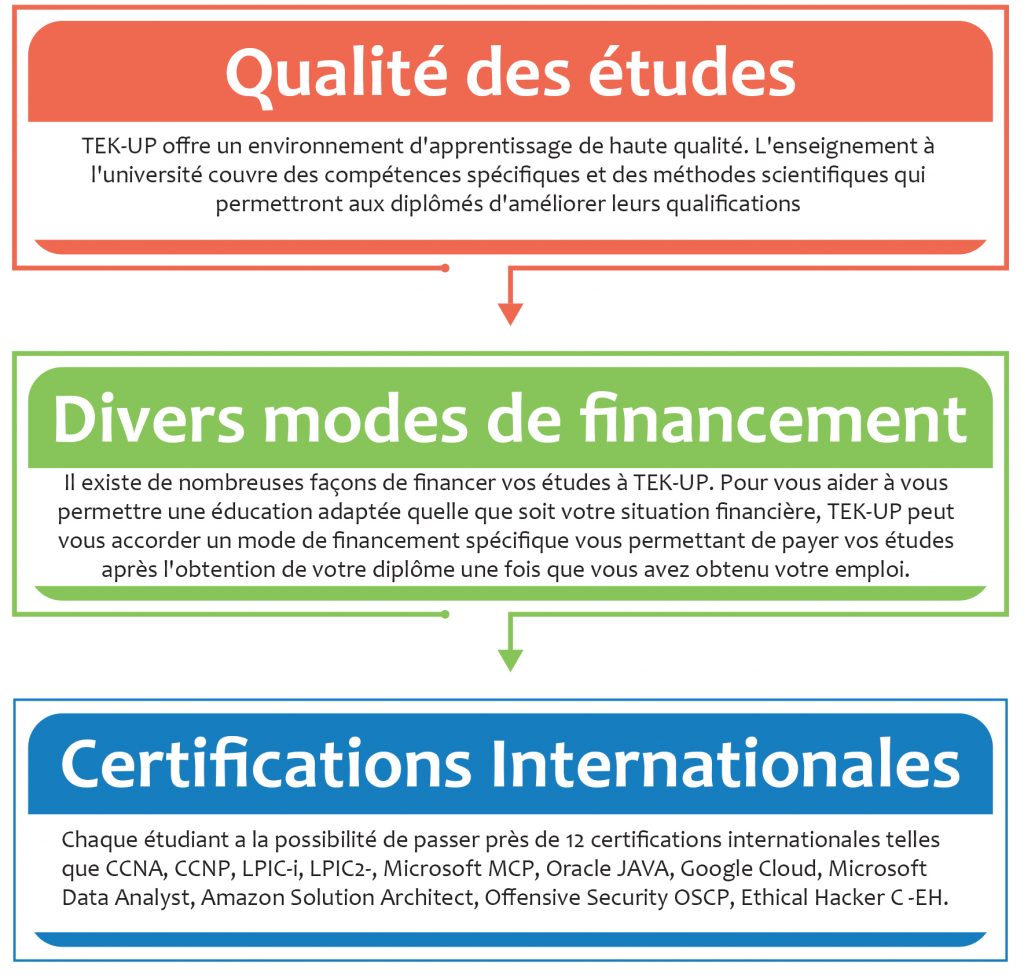 Qualité des études
TEK-UP offre un environnement d'apprentissage de haute qualité. L'enseignement à
l'université couvre des compétences spécifiques et des méthodes scientifiques qui
permettront aux diplômés d'améliorer leurs qualifications
Divers modes de financement
Il existe de nombreuses façons de financer vos études à TEK-UP. Pour vous aider à vous
permettre une éducation adaptée quelle que soit votre situation financière, TEK-UP peut
vous accorder un mode de financement spécifique vous permettant de payer vos études
après l'obtention de votre diplôme une fois que vous avez obtenu votre emploi.
Certifications Internationales
Chaque étudiant a la possibilité de passer près de 12 certifications internationales telles
que CCNA, CCNP, LPIC-i, LPIC2-, Microsoft MCP, Oracle JAVA, Google Cloud, Microsoft
Data Analyst, Amazon Solution Architect, Offensive Security OSCP, Ethical Hacker C -EH.